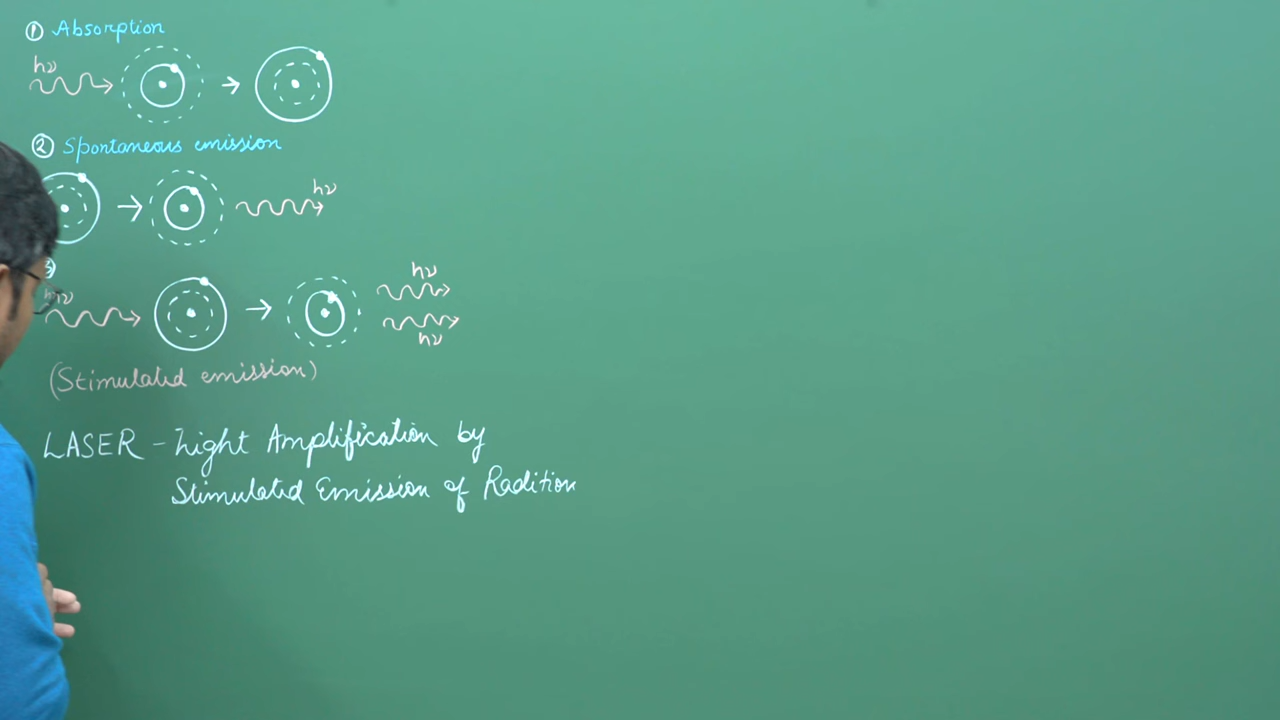 ① Absorption
hν
② Spontaneous emission
hν
hν
hν
hν
(Stimulated emission)
LASER - Light Amplification by
Stimulated Emission of Radition